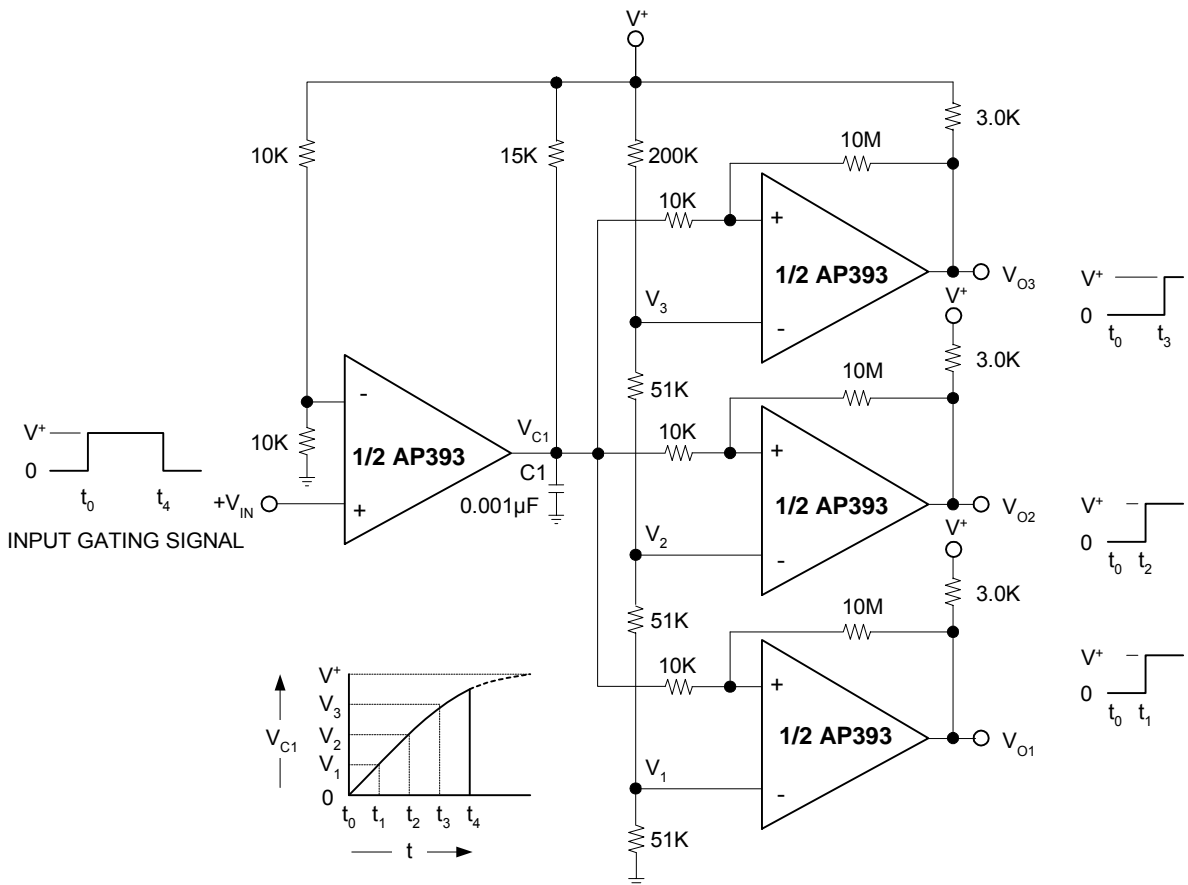 V+
3.0K
10M
10K
15K
200K
10K
+
1/2 AP393
VO3
V+
0
t0 t3
V3
-
V+
3.0K
51K
10M
10K
+
-
V+
0
t0 t4
10K
1/2 AP393
VC1
C1
0.001µF
+VIN
+
INPUT GATING SIGNAL
1/2 AP393
VO2
V+
0
t0 t2
V2
-
V+
3.0K
51K
10M
10K
+
1/2 AP393
VO1
V+
0
t0 t1
V1
-
51K
V+
V3
V2
V1
0
VC1
t0 t1 t2 t3 t4
t